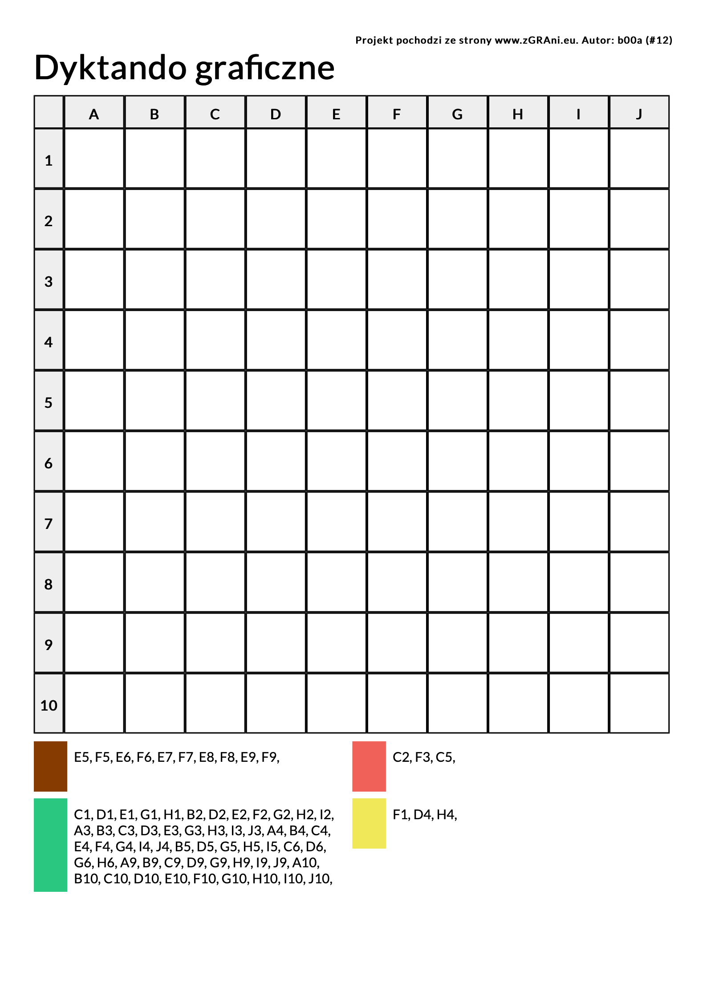 Projekt pochodzi ze strony www.zGRAni.eu. Autor: b00a (#12)
Dyktando graficzne
A B C D E F G H I J
1
2
3
4
5
6
7
8
9
10
E5, F5, E6, F6, E7, F7, E8, F8, E9, F9,
C2, F3, C5,
C1, D1, E1, G1, H1, B2, D2, E2, F2, G2, H2, I2,
A3, B3, C3, D3, E3, G3, H3, I3, J3, A4, B4, C4,
E4, F4, G4, I4, J4, B5, D5, G5, H5, I5, C6, D6,
G6, H6, A9, B9, C9, D9, G9, H9, I9, J9, A10,
B10, C10, D10, E10, F10, G10, H10, I10, J10,
F1, D4, H4,